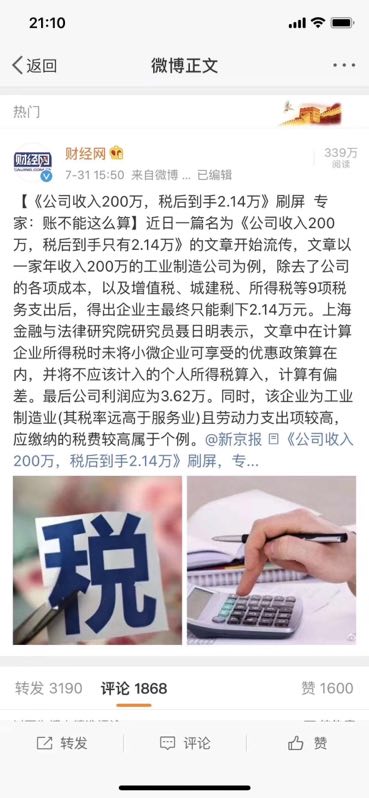 21:10
返回
微博正文
热门
财经网
财经网
339万
阅读
7-31 15:50 来自微博 ... 已编辑
【《公司收入200万，税后到手2.14万》刷屏 专
家：账不能这么算】近日一篇名为《公司收入200
万，税后到手只有2.14万》的文章开始流传，文章以
一家年收入200万的工业制造公司为例，除去了公司
的各项成本，以及增值税、城建税、所得税等9项税
务支出后，得出企业主最终只能剩下2.14万元。上海
金融与法律研究院研究员聂日明表示，文章中在计算
企业所得税时未将小微企业可享受的优惠政策算在
内，并将不应该计入的个人所得税算入，计算有偏
差。最后公司利润应为3.62万。同时，该企业为工业
制造业(其税率远高于服务业)且劳动力支出项较高，
应缴纳的税费较高属于个例。@新京报 《公司收入
200万，税后到手2.14万》刷屏，专...
税
转发 3190 评论 1868 赞 1600
转发 评论 赞